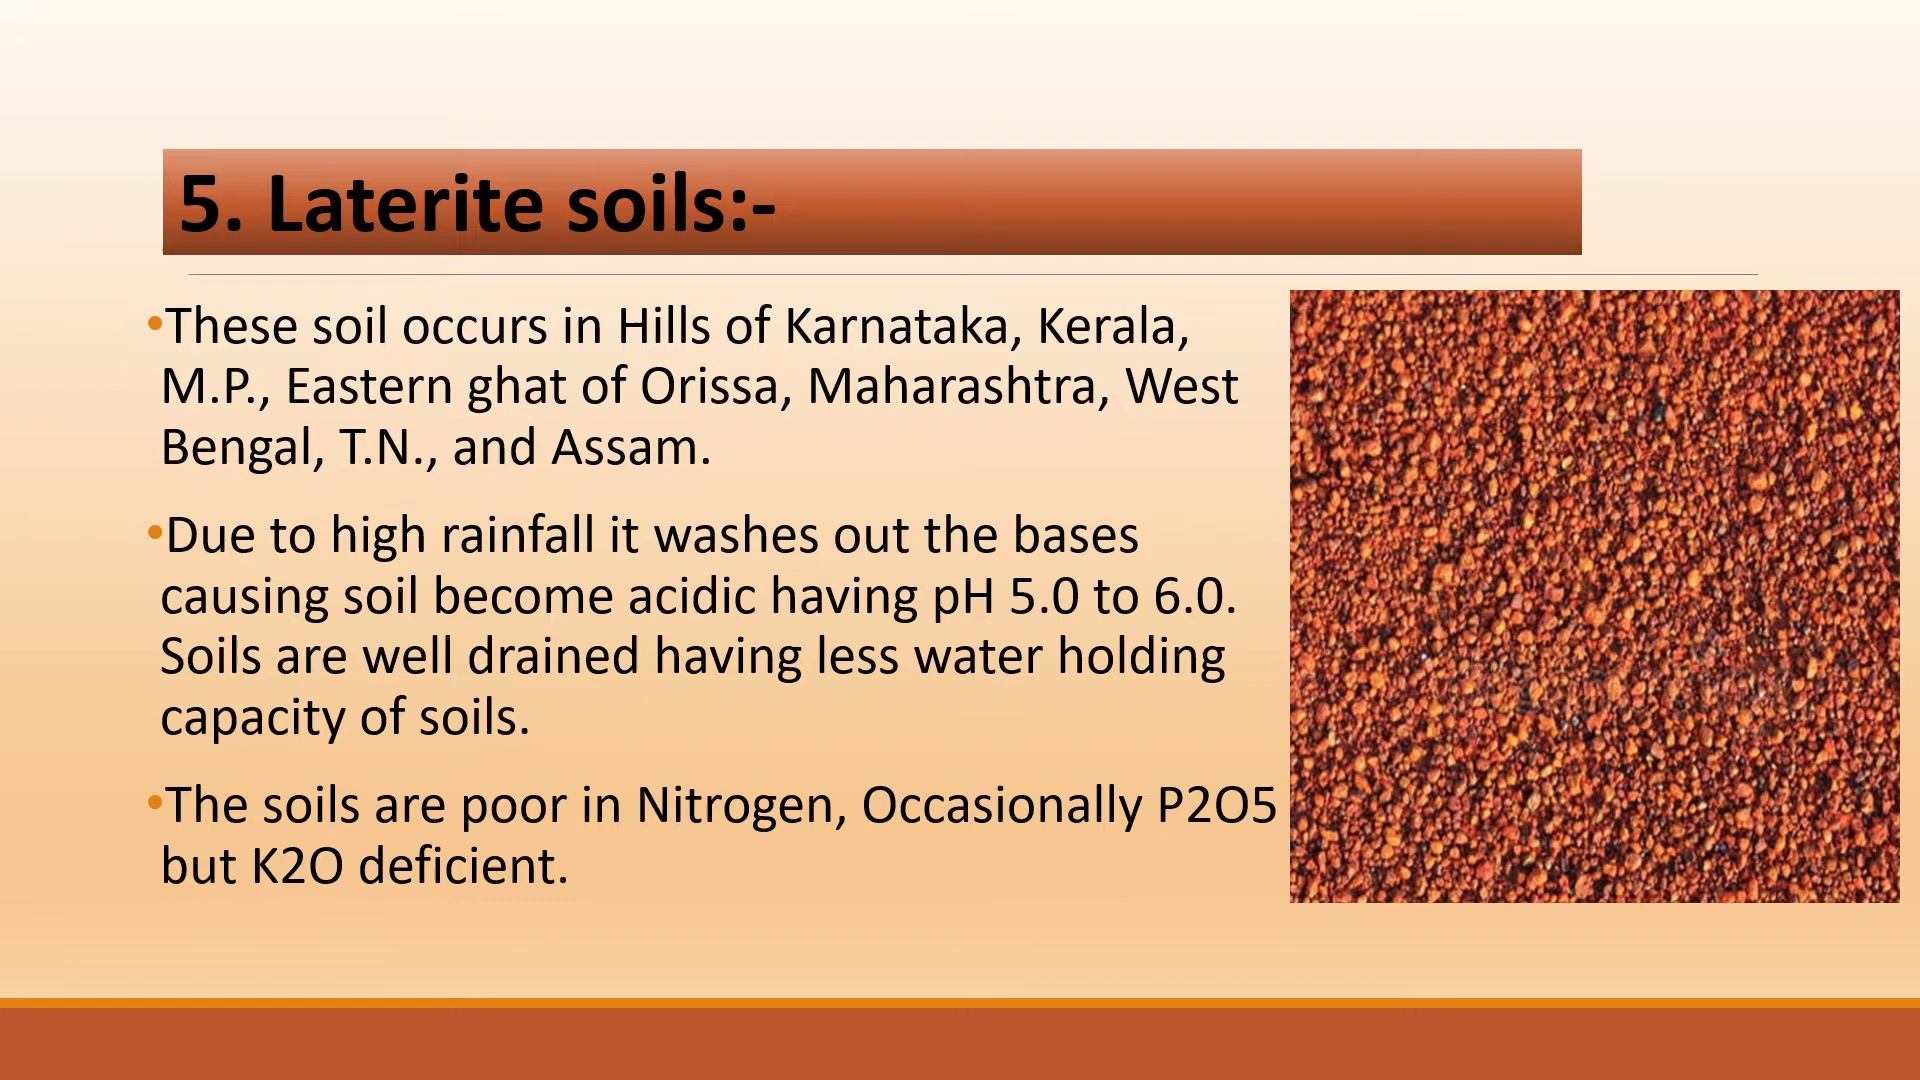 5. Laterite soils:-
•These soil occurs in Hills of Karnataka, Kerala,
M.P., Eastern ghat of Orissa, Maharashtra, West
Bengal, T.N., and Assam.
•Due to high rainfall it washes out the bases
causing soil become acidic having pH 5.0 to 6.0.
Soils are well drained having less water holding
capacity of soils.
•The soils are poor in Nitrogen, Occasionally P2O5
but K2O deficient.